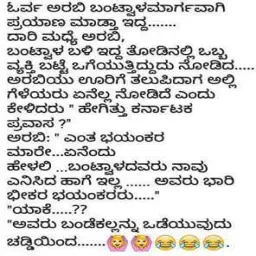 ಓರ್ವ ಅರಬಿ ಬಂಟ್ವಾಳಮಾರ್ಗವಾಗಿ
ಪ್ರಯಾಣ ಮಾಡ್ತಾ ಇದ್ದ.......
ದಾರಿ ಮಧ್ಯೆ ಅರಬಿ,
ಬಂಟ್ವಾಳ ಬಳಿ ಇದ್ದ ತೋಡಿನಲ್ಲಿ ಒಬ್ಬ
ವ್ಯಕ್ತಿ ಬಟ್ಟೆ ಒಗೆಯುತ್ತಿದ್ದುದು ನೋಡಿದ.....
ಅರಬಿಯು ಊರಿಗೆ ತಲುಪಿದಾಗ ಅಲ್ಲಿ
ಗೆಳೆಯರು ಏನೆಲ್ಲ ನೋಡಿದೆ ಎಂದು
ಕೇಳಿದರು " ಹೇಗಿತ್ತು ಕರ್ನಾಟಕ
ಪ್ರವಾಸ ?"
ಅರಬಿ: " ಎಂತ ಭಯಂಕರ
ಮಾರೇ...ಏನೆಂದು
ಹೇಳಲಿ ...ಬಂಟ್ವಾಳದವರು ನಾವು
ಎನಿಸಿದ ಹಾಗೆ ಇಲ್ಲ ...... ಅವರು ಭಾರಿ
ಭೀಕರ ಭಯಂಕರರು....."
"ಯಾಕೆ.....??
"ಅವರು ಬಂಡೆಕಲ್ಲನ್ನು ಒಡೆಯುವುದು
ಚಡ್ಡಿಯಿಂದ.......🙆🙆😂😂😂.